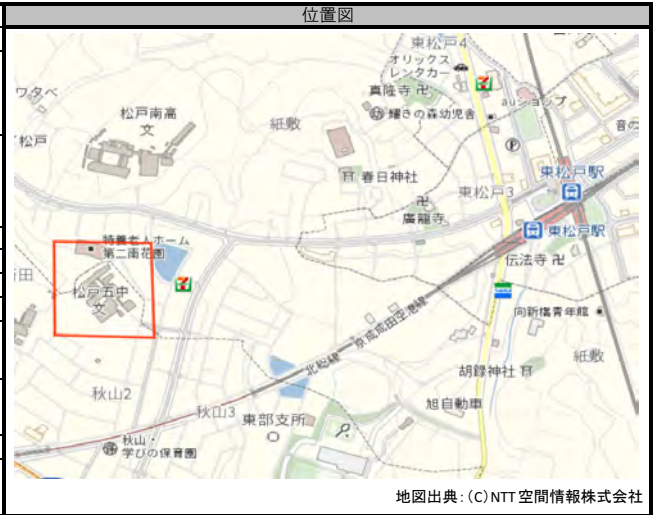 位置図
東松戸4
オリックス
レンタカー
ワタベ
真隆寺
auショップ
松戸南高
文
耀きの森幼児舎
紙敷
松戸
音の
P
春日神社
東松戸駅
東松戸3
廣龍寺
東松戸駅
特養老人ホーム
第二南花園
伝法寺
田
松戸五中
文
京成成田空港線
向新橋青年館
北総線
紙敷
胡録神社
秋山2
旭自動車
秋山3
東部支所
秋山・
学びの保育園
地図出典:(C)NTT空間情報株式会社